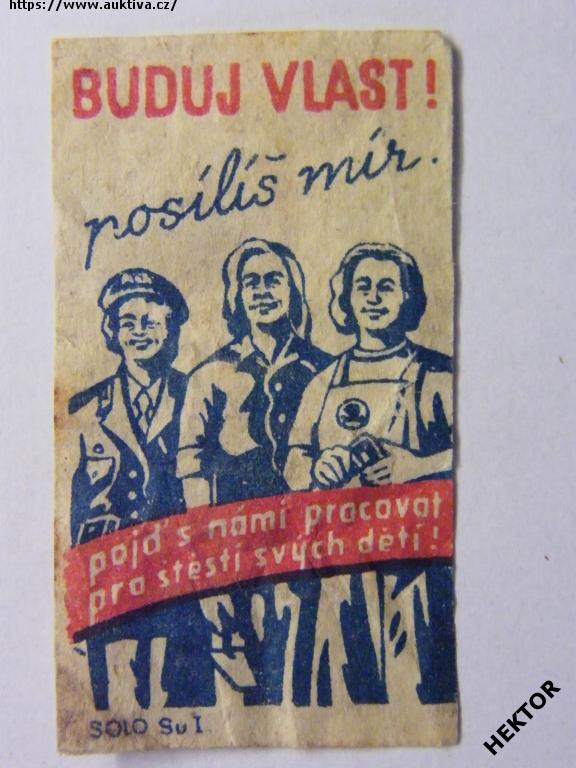 https://www.auktiva.cz/
BUDUJ VLAST!
posílíš mír.
pojď s námi pracovat
pro štěstí svých dětí!
SOLO Su I.
HEKTOR